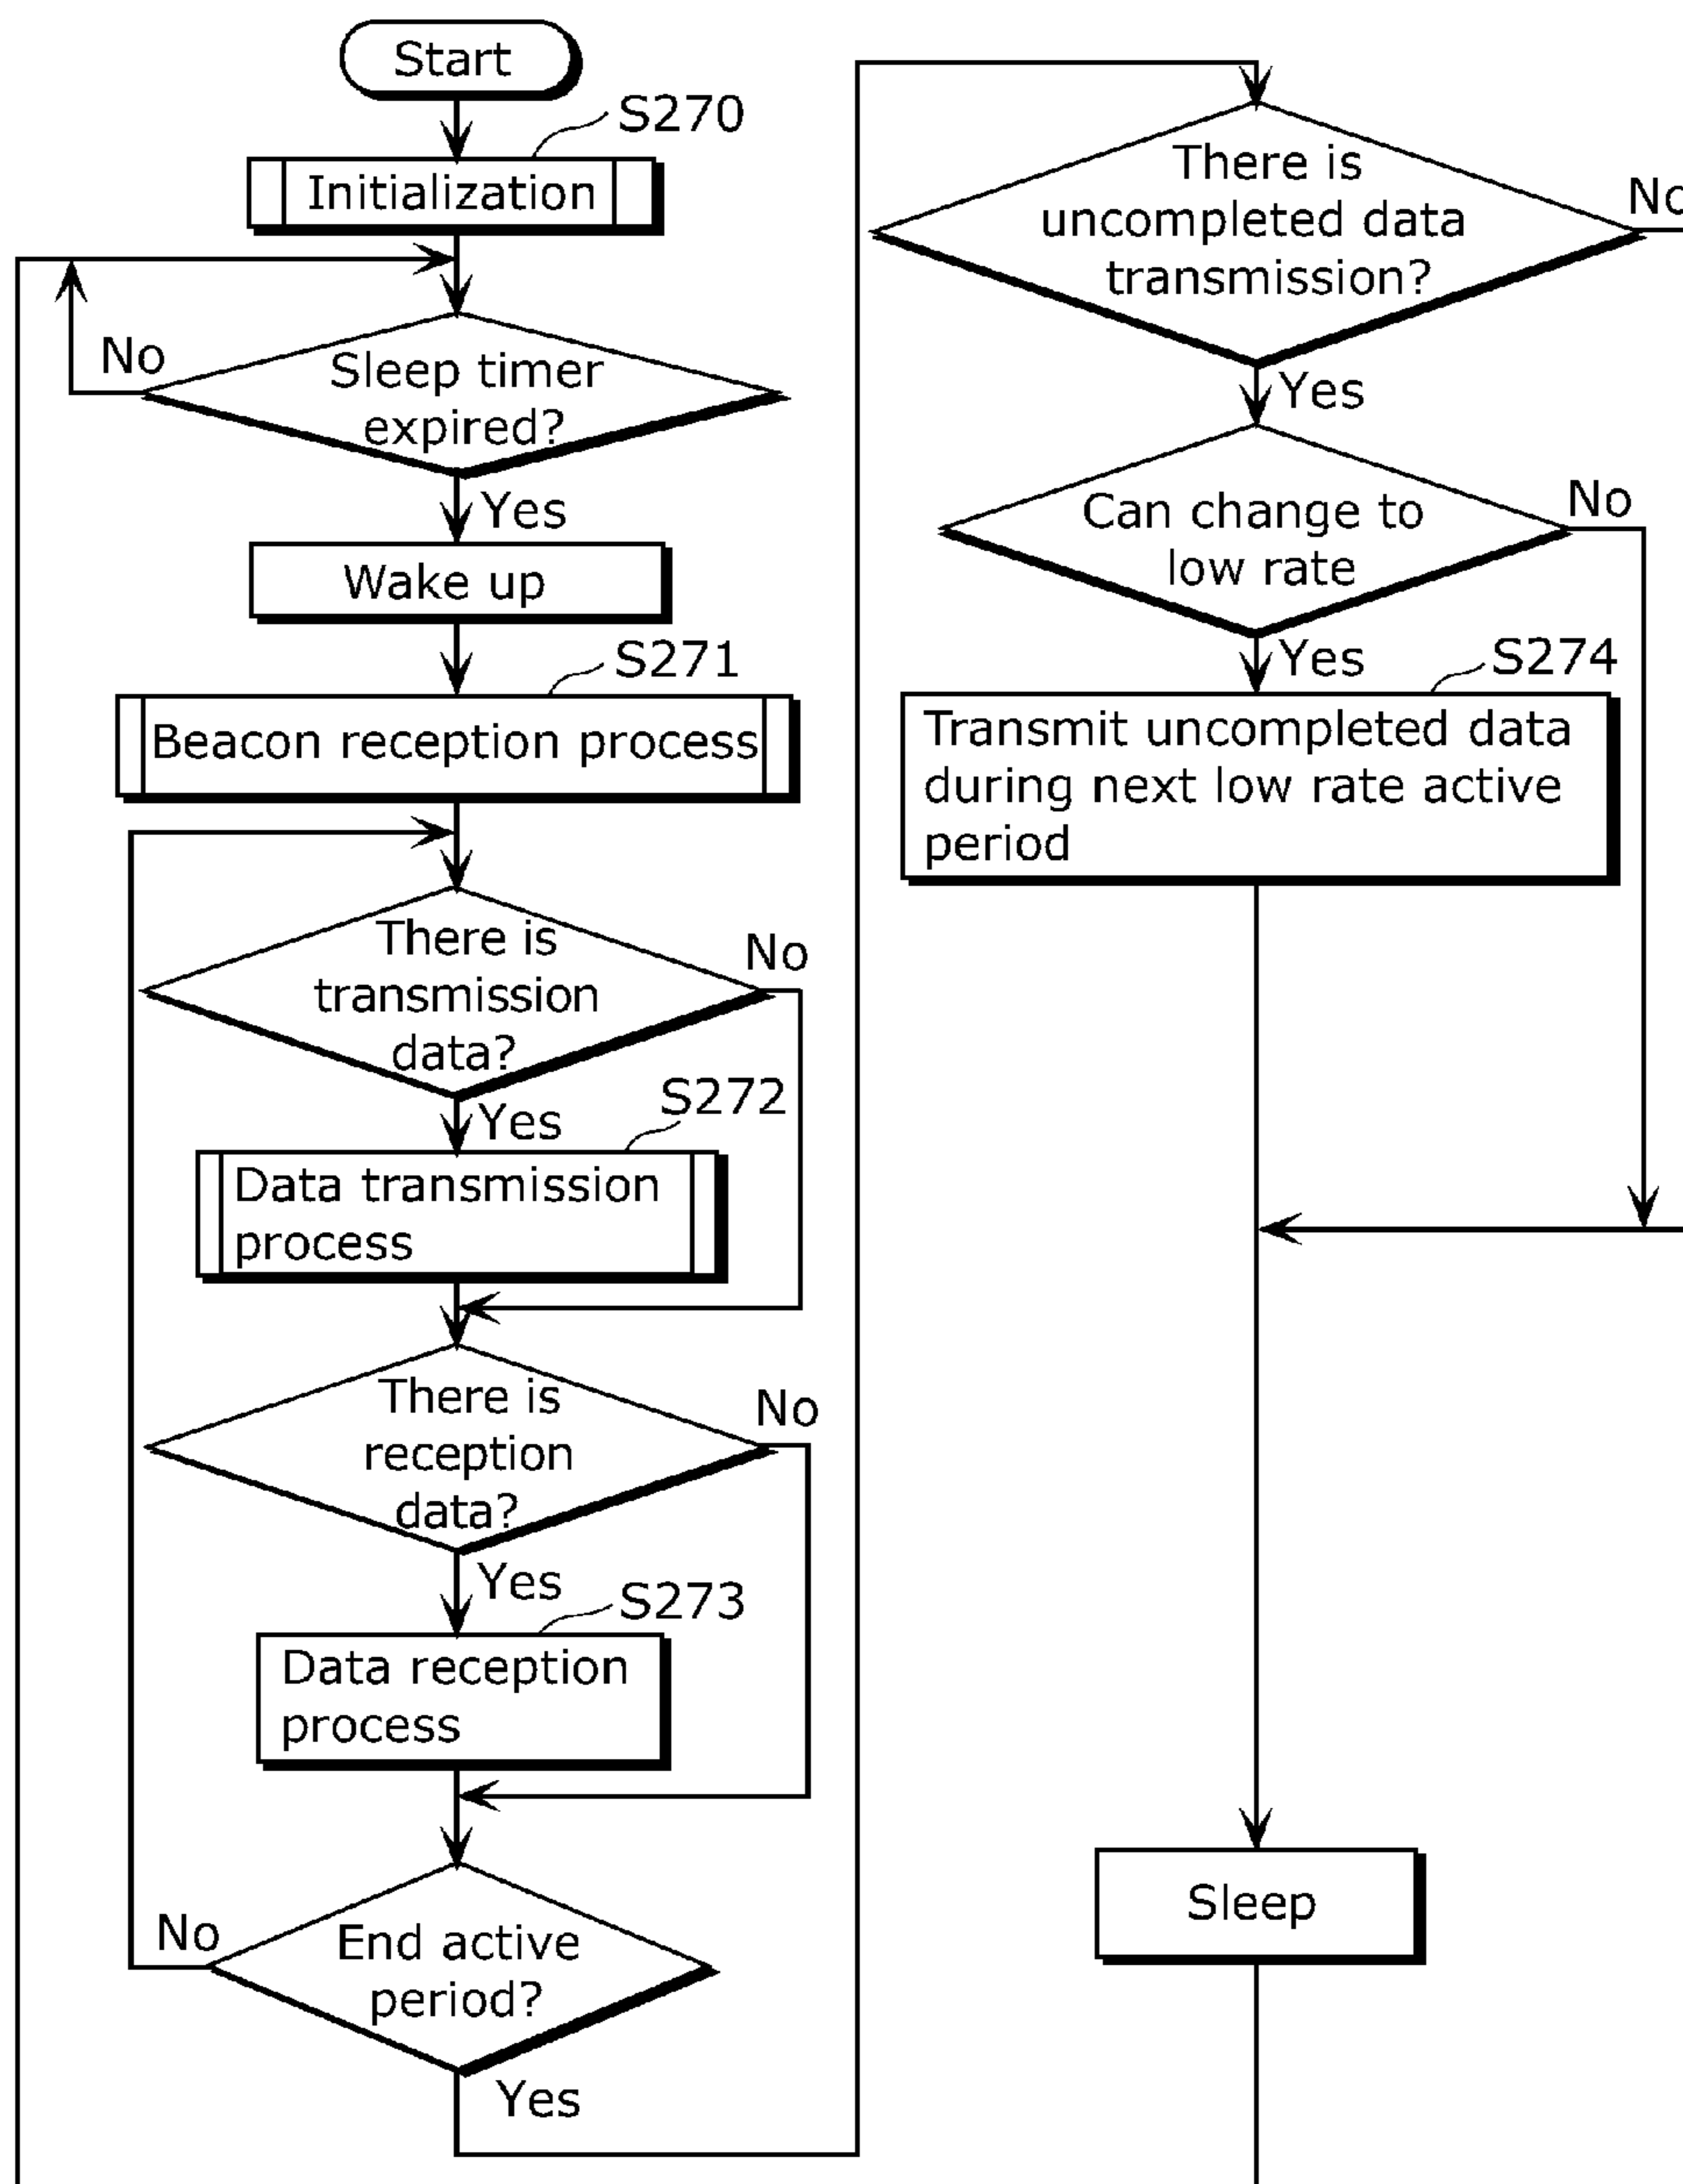 Start
S270
Initialization
No
Sleep timer
expired?
Yes
Wake up
S271
Beacon reception process
There is
transmission
data?
No
Yes
S272
Data transmission
process
There is
reception
data?
No
Yes
S273
Data reception
process
No
End active
period?
Yes
There is
uncompleted data
transmission?
No
Yes
Can change to
low rate
No
Yes
S274
Transmit uncompleted data
during next low rate active
period
Sleep